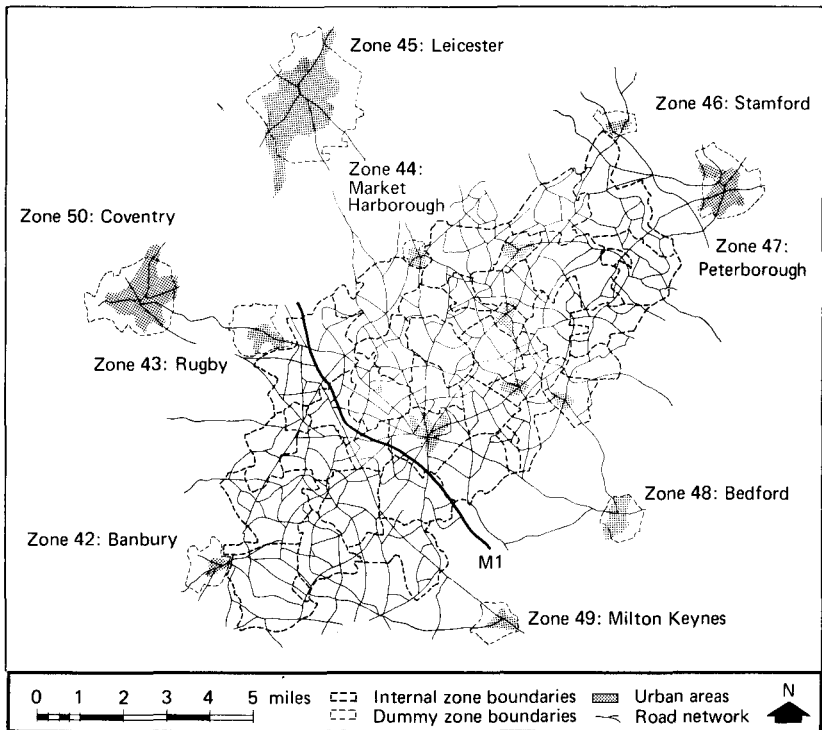 Zone 45: Leicester
Zone 46: Stamford
Zone 44:
Market
Harborough
Zone 50: Coventry
Zone 47:
Peterborough
Zone 43: Rugby
Zone 48: Bedford
Zone 42: Banbury
M1
Zone 49: Milton Keynes
0 1 2 3 4 5 miles
Internal zone boundaries
Urban areas
N
Dummy zone boundaries
Road network